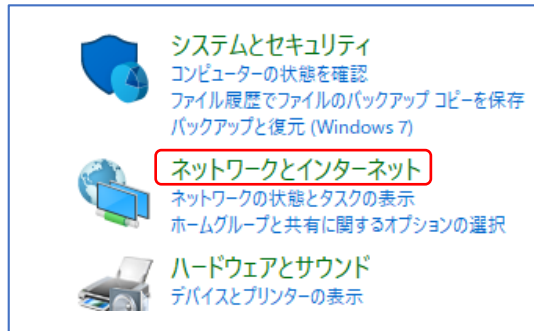 システムとセキュリティ
コンピューターの状態を確認
ファイル履歴でファイルのバックアップ コピーを保存
バックアップと復元 (Windows 7)
ネットワークとインターネット
ネットワークの状態とタスクの表示
ホームグループと共有に関するオプションの選択
ハードウェアとサウンド
デバイスとプリンターの表示